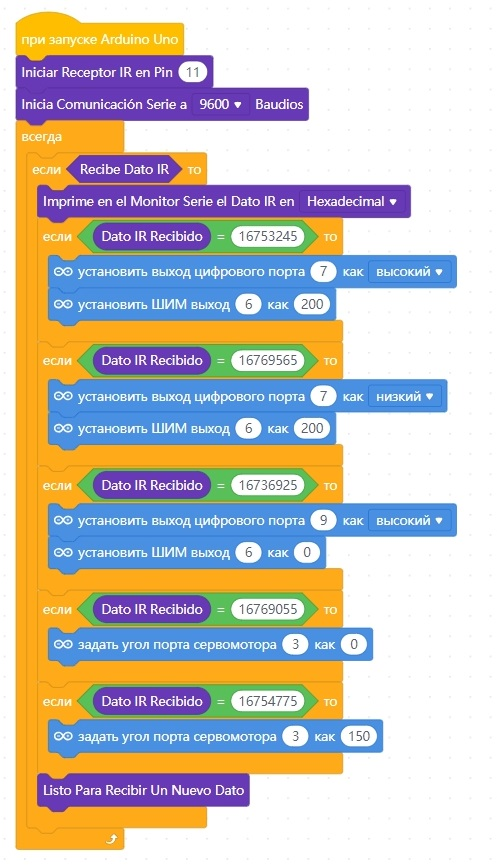 при запуске Arduino Uno
Iniciar Receptor IR en Pin 11
Inicia Comunicación Serie a 9600 Baudios
всегда
если Recibe Dato IR то
Imprime en el Monitor Serie el Dato IR en Hexadecimal
если Dato IR Recibido = 16753245 то
установить выход цифрового порта 7 как высокий
установить ШИМ выход 6 как 200
если Dato IR Recibido = 16769565 то
установить выход цифрового порта 7 как низкий
установить ШИМ выход 6 как 200
если Dato IR Recibido = 16736925 то
установить выход цифрового порта 9 как высокий
установить ШИМ выход 6 как 0
если Dato IR Recibido = 16769055 то
задать угол порта сервомотора 3 как 0
если Dato IR Recibido = 16754775 то
задать угол порта сервомотора 3 как 150
Listo Para Recibir Un Nuevo Dato